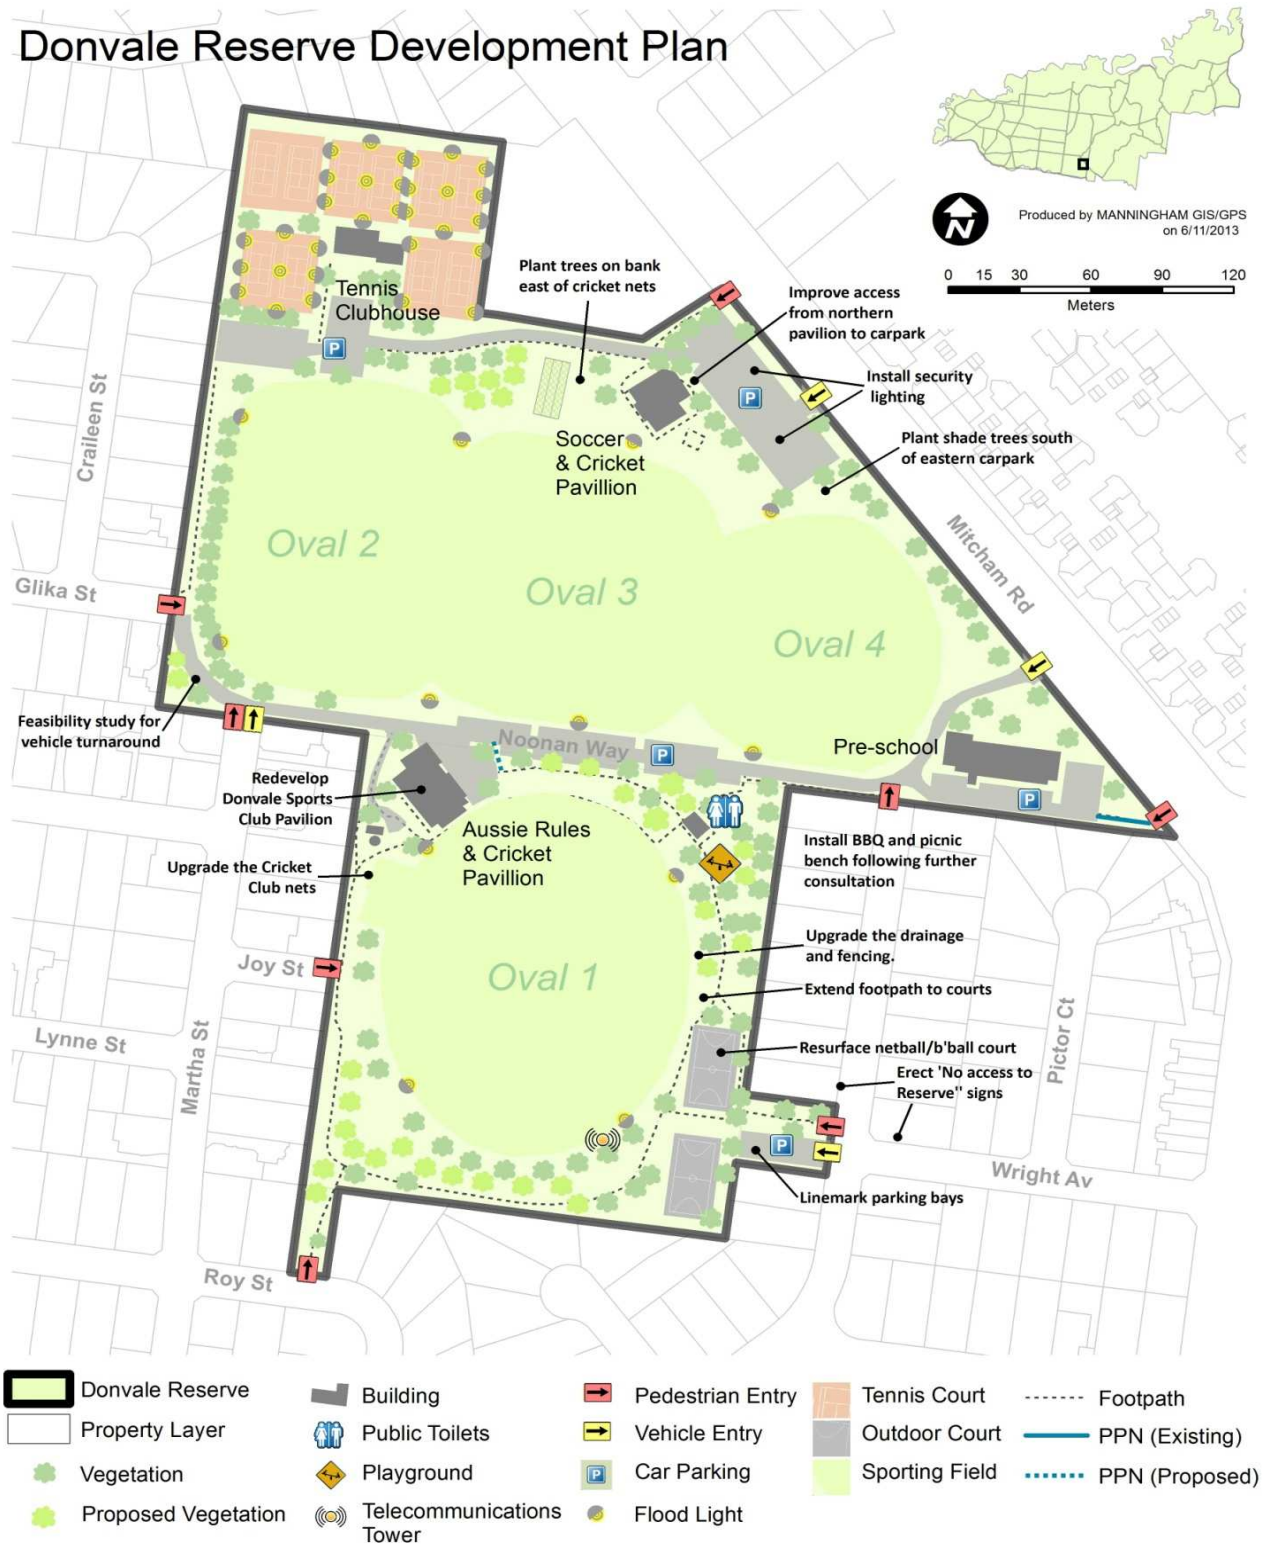 Donvale Reserve Development Plan
N
Produced by MANNINGHAM GIS/GPS
on 6/11/2013
0 15 30 60 90 120
Meters
Plant trees on bank
east of cricket nets
Improve access
from northern
pavilion to carpark
Install security
lighting
Plant shade trees south
of eastern carpark
Tennis
Clubhouse
P
P
Soccer
& Cricket
Pavillion
Craileen St
Glika St
Oval 2
Oval 3
Oval 4
Mitcham Rd
Feasibility study for
vehicle turnaround
Noonan Way
P
Pre-school
P
Redevelop
Donvale Sports
Club Pavilion
Aussie Rules
& Cricket
Pavillion
Upgrade the Cricket
Club nets
Install BBQ and picnic
bench following further
consultation
Upgrade the drainage
and fencing.
Extend footpath to courts
Joy St
Oval 1
Lynne St
Martha St
Resurface netball/b'ball court
Erect 'No access to
Reserve'' signs
Pictor Ct
P
Wright Av
Linemark parking bays
Roy St
Donvale Reserve
Property Layer
Vegetation
Proposed Vegetation
Building
Public Toilets
Playground
Telecommunications
Tower
Pedestrian Entry
Vehicle Entry
P
Car Parking
Flood Light
Tennis Court
Outdoor Court
Sporting Field
Footpath
PPN (Existing)
PPN (Proposed)